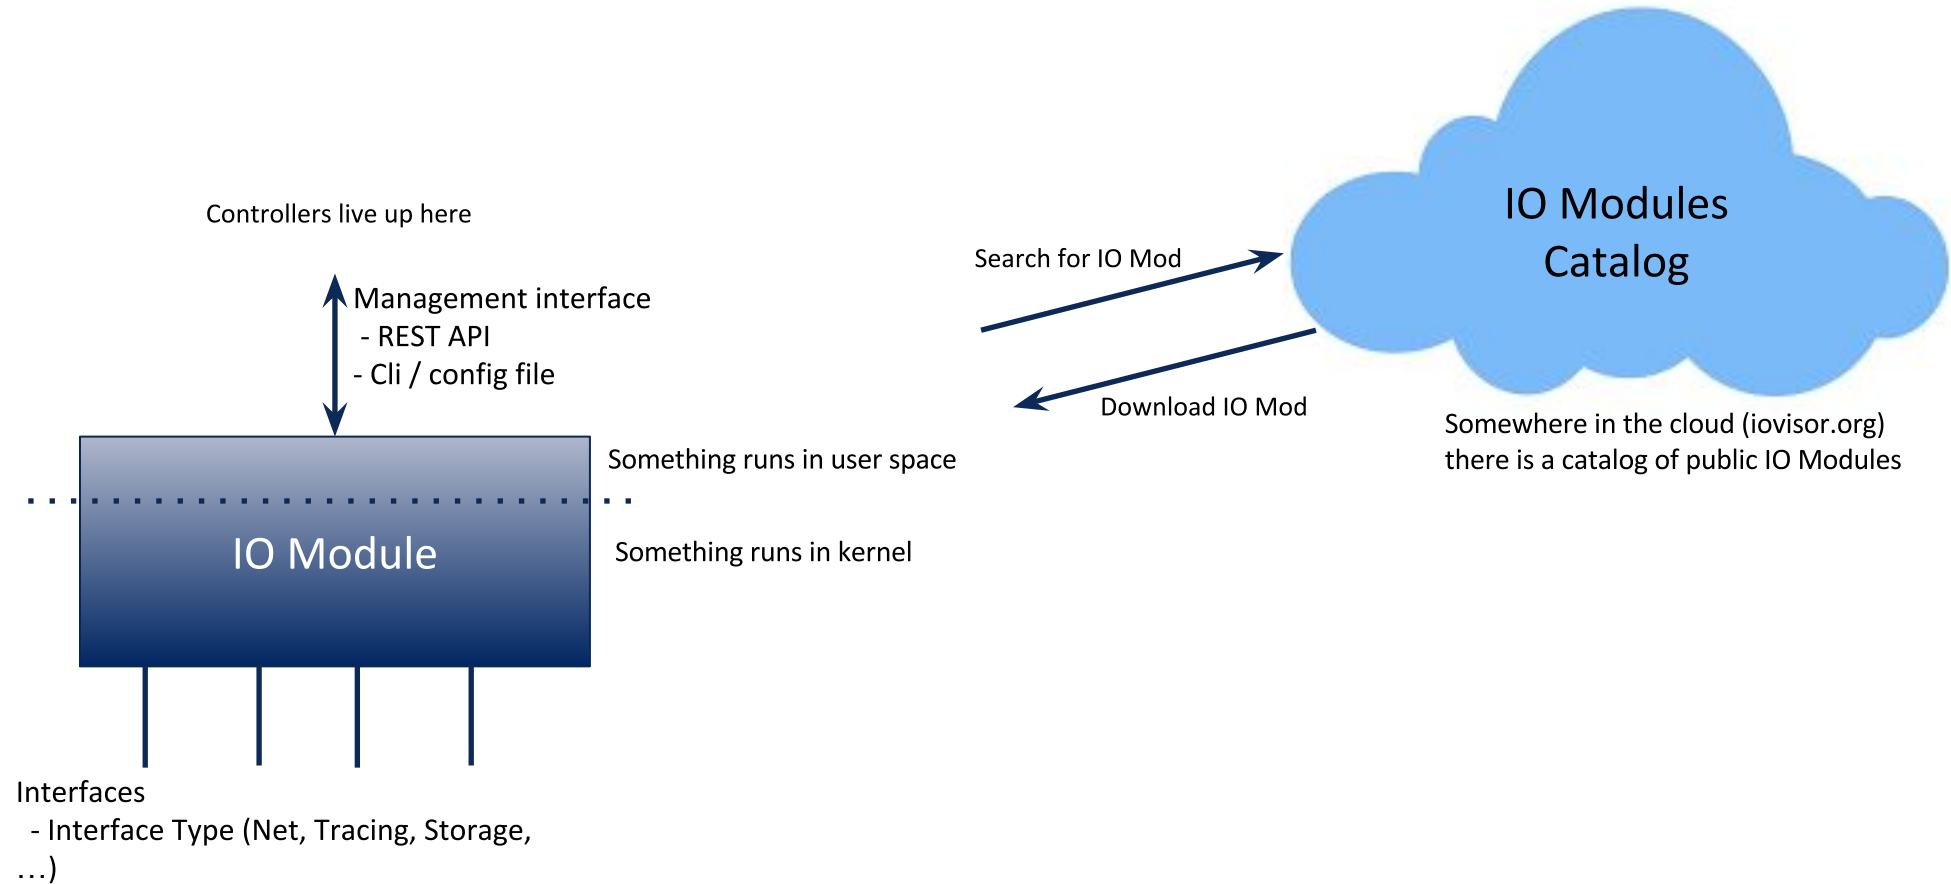 IO Modules
Catalog
Controllers live up here
Search for IO Mod
Management interface
- REST API
- Cli / config file
Download IO Mod
Somewhere in the cloud (iovisor.org)
there is a catalog of public IO Modules
Something runs in user space
IO Module
Something runs in kernel
Interfaces
- Interface Type (Net, Tracing, Storage,
...)